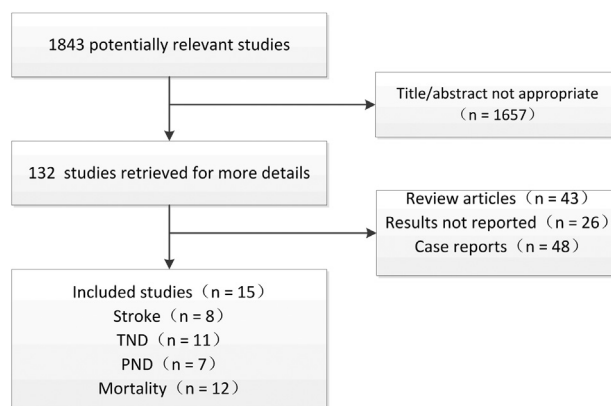 1843 potentially relevant studies
Title/abstract not appropriate
（n = 1657）
132 studies retrieved for more details
Review articles（n = 43）
Results not reported（n = 26）
Case reports（n = 48）
Included studies（n = 15）
Stroke（n = 8）
TND（n = 11）
PND（n = 7）
Mortality（n = 12）